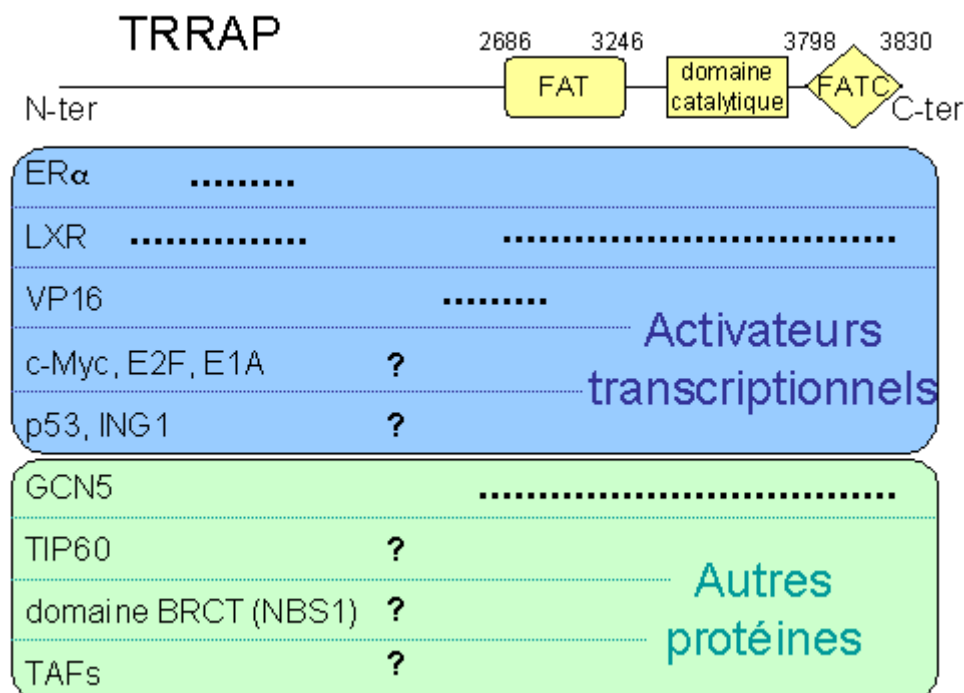 TRRAP
2686 3246 3798 3830
FAT
domaine
catalytique
FATC
N-ter
C-ter
ERα
LXR
VP16
Activateurs
transcriptionnels
c-Myc, E2F, E1A ?
p53, ING1 ?
GCN5
TIP60 ?
Autres
protéines
domaine BRCT (NBS1) ?
TAFs ?